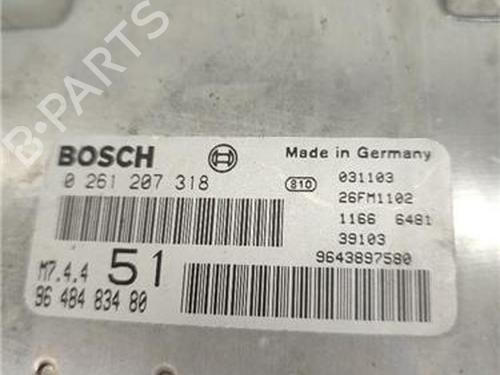 B-PARTS
BOSCH
Made in Germany
0 261 207 318
810
031103
26FM1102
1166 6481
39103
9643897580
M7.4.4 51
96 484 834 80